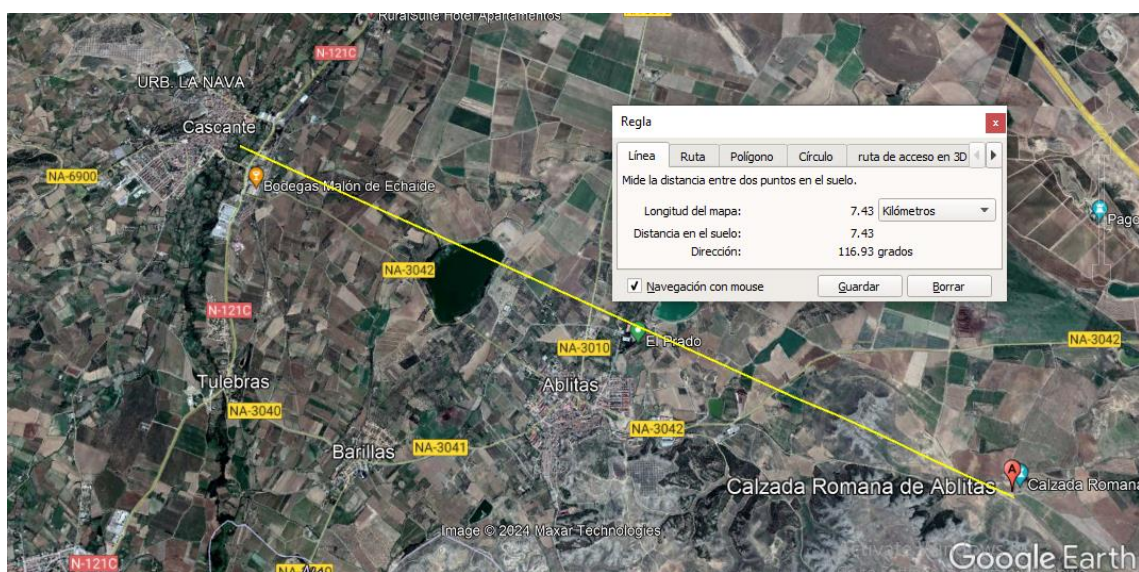 RuralSuite Hotel Apartamentos
N-121C
URB. LA NAVA
Cascante
NA-6900
Bodegas Malón de Echaide
Regla
x
Línea Ruta Polígono Círculo ruta de acceso en 3D
Mide la distancia entre dos puntos en el suelo.
Longitud del mapa: 7.43 Kilómetros
Distancia en el suelo: 7.43
Dirección: 116.93 grados
Navegación con mouse Guardar Borrar
Pago
NA-3042
N-121C
El Prado
NA-3010
NA-3042
Tulebras
Ablitas
NA-3040
NA-3042
Barillas
NA-3041
A
Calzada Romana de Ablitas
Calzada Romana
Image © 2024 Maxar Technologies
Google Earth
N-121C